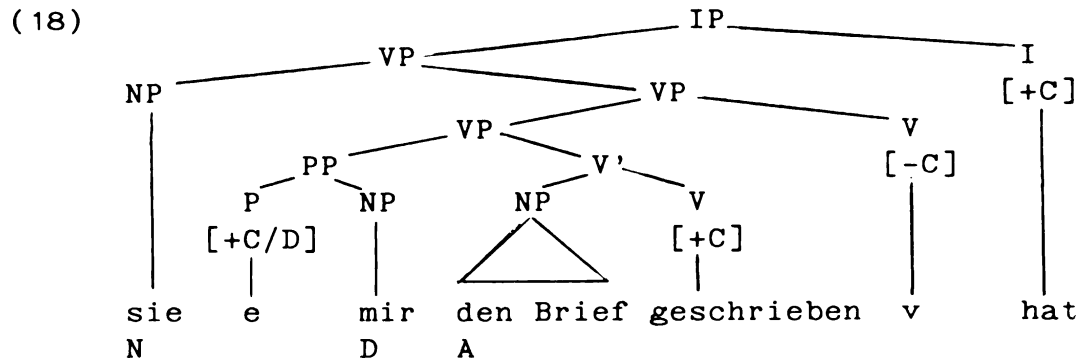 (18) IP
VP I
NP VP [+C]
VP V
PP V' [-C]
P NP NP V
[+C/D] [+C]
sie e mir den Brief geschrieben v hat
N D A